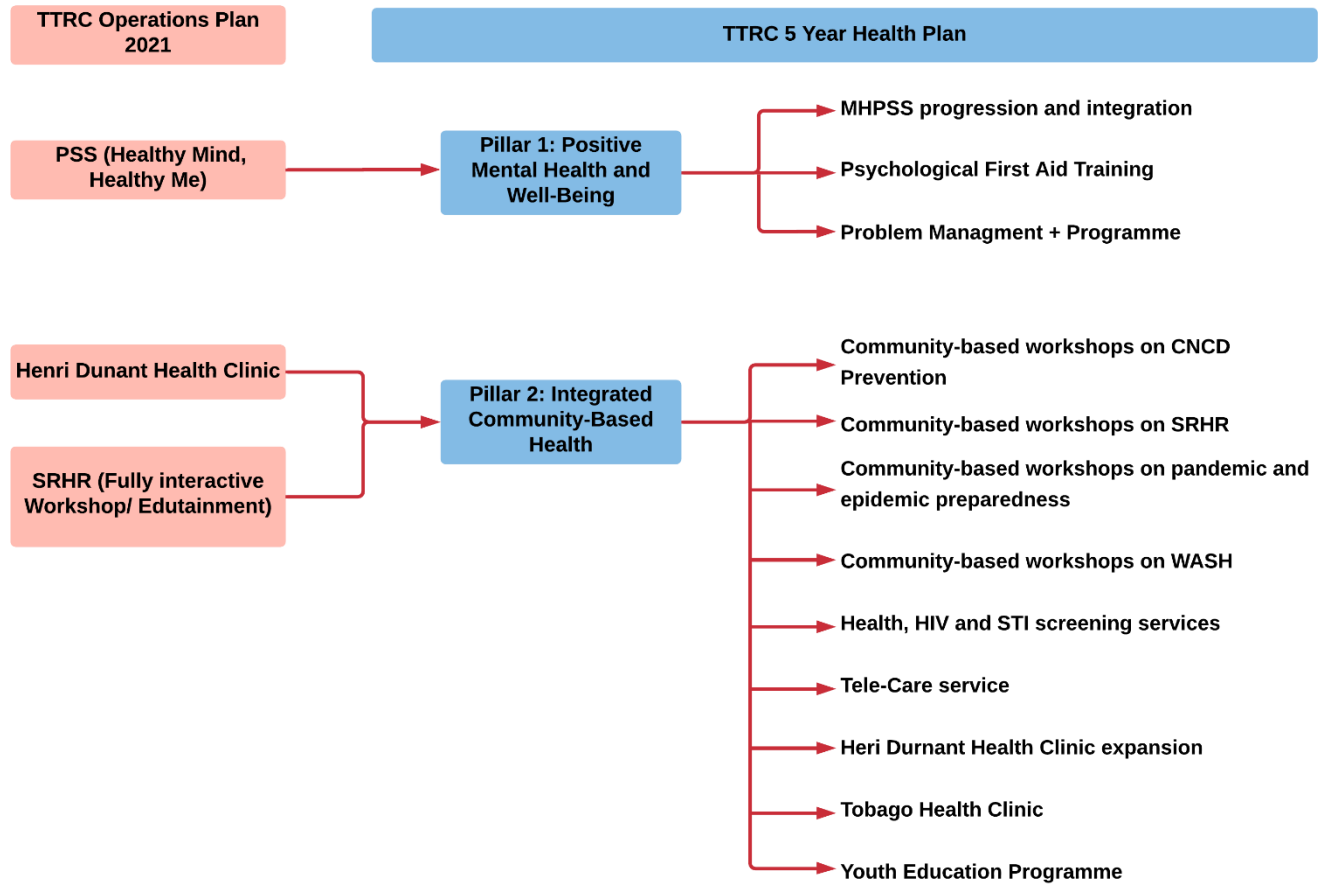 TTRC Operations Plan
2021
TTRC 5 Year Health Plan
PSS (Healthy Mind,
Healthy Me)
Pillar 1: Positive
Mental Health and
Well-Being
MHPSS progression and integration
Psychological First Aid Training
Problem Managment + Programme
Henri Dunant Health Clinic
SRHR (Fully interactive
Workshop/ Edutainment)
Pillar 2: Integrated
Community-Based
Health
Community-based workshops on CNCD
Prevention
Community-based workshops on SRHR
Community-based workshops on pandemic and
epidemic preparedness
Community-based workshops on WASH
Health, HIV and STI screening services
Tele-Care service
Heri Durnant Health Clinic expansion
Tobago Health Clinic
Youth Education Programme